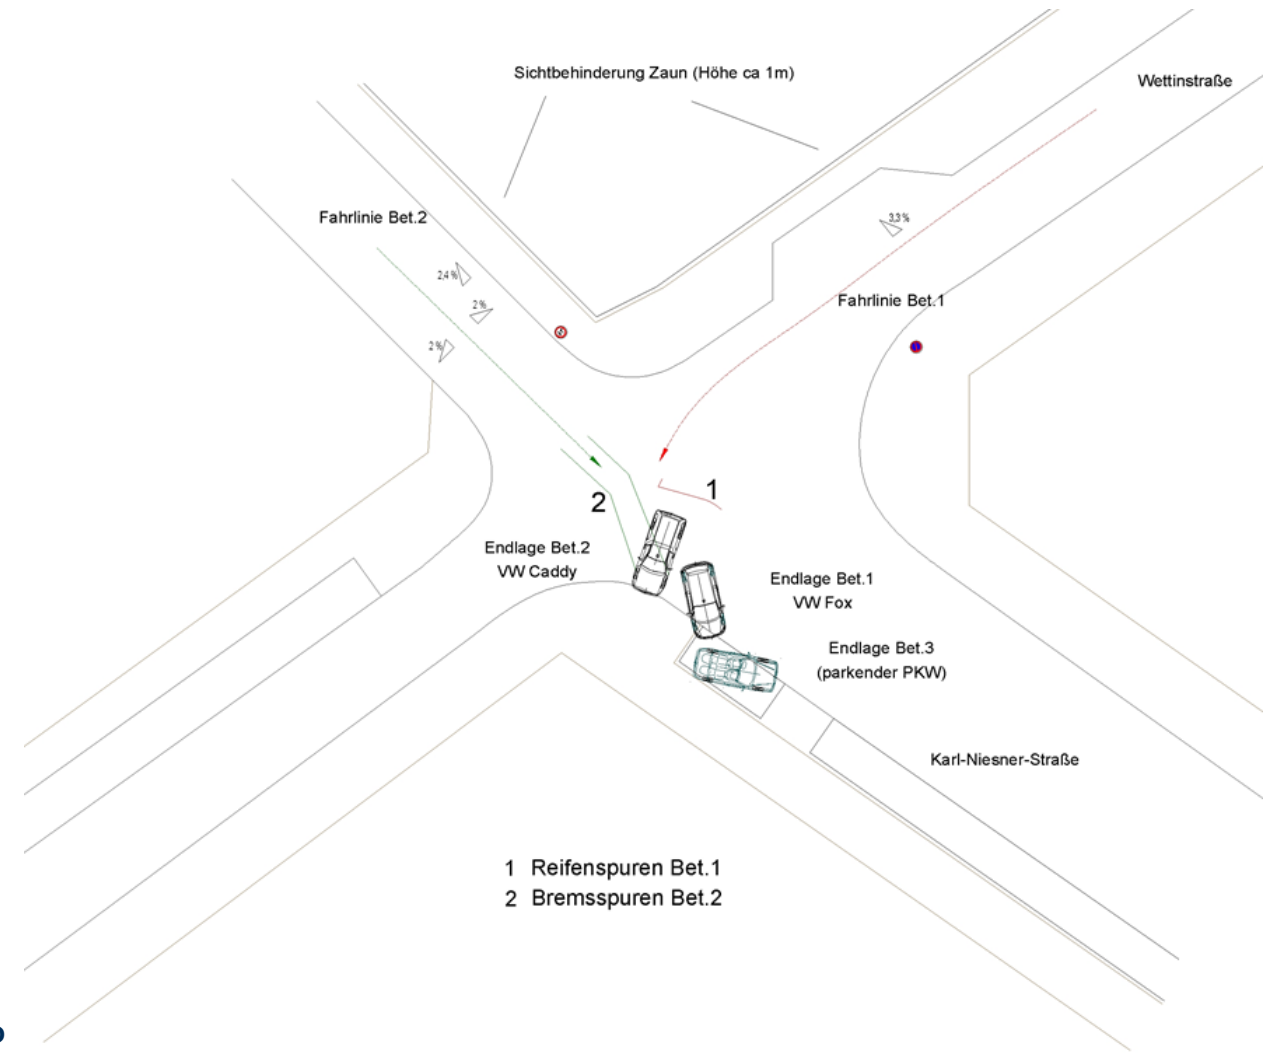 Sichtbehinderung Zaun (Höhe ca 1m)
Wettinstraße
Fahrlinie Bet.2
3,3 %
2,4 %
2 %
Fahrlinie Bet.1
2 %
1
2
Endlage Bet.2
VW Caddy
Endlage Bet.1
VW Fox
Endlage Bet.3
(parkender PKW)
Karl-Niesner-Straße
1 Reifenspuren Bet.1
2 Bremsspuren Bet.2